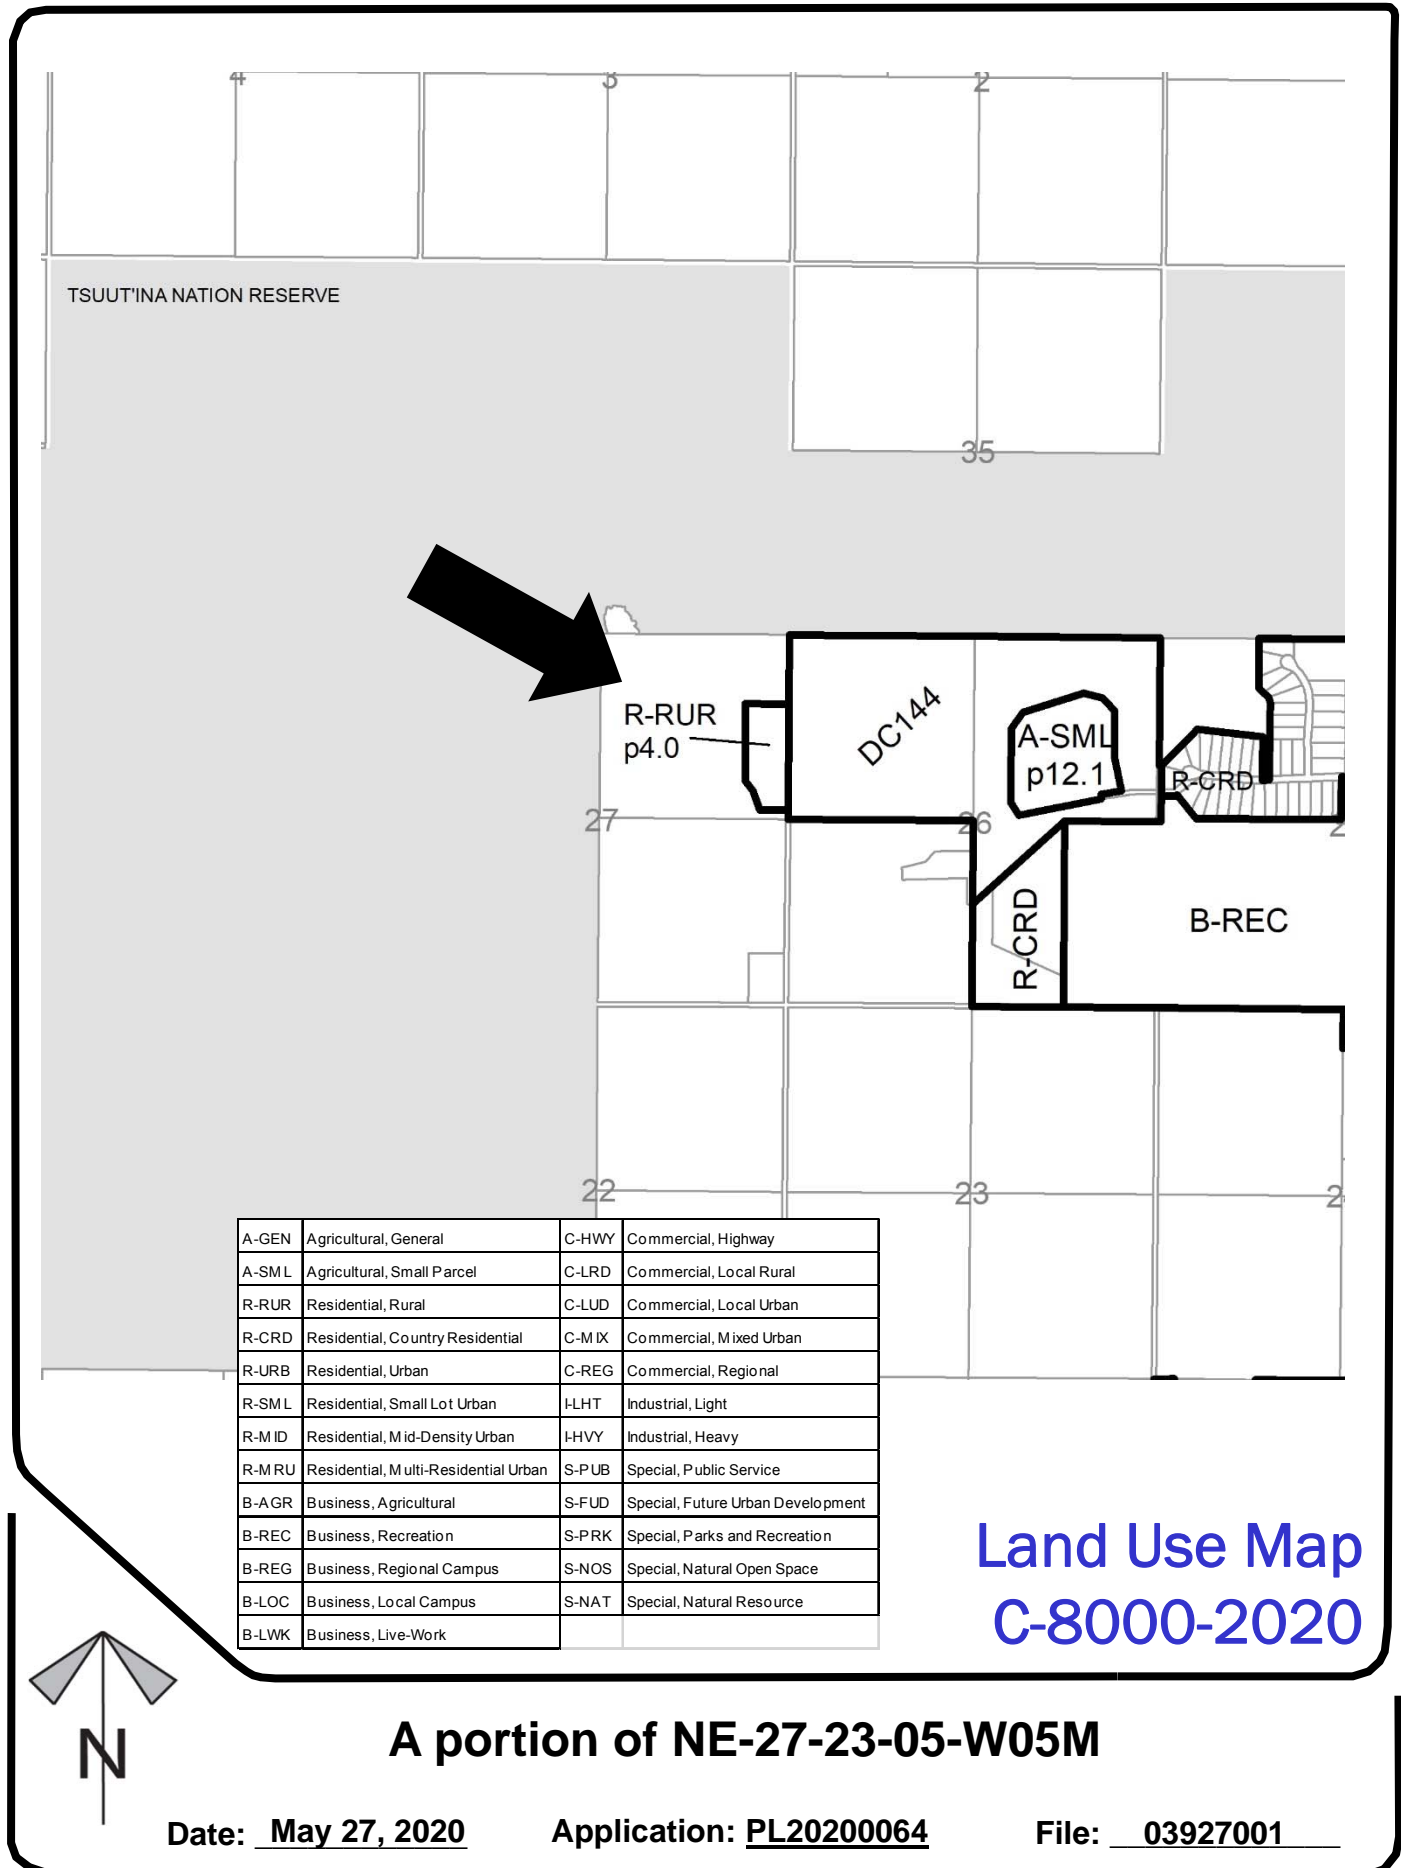 4 3 2
TSUUT'INA NATION RESERVE
35
R-RUR
p4.0
DC144
A-SML
p12.1
R-CRD
27 26 2
R-CRD
B-REC
22 23 2
A-GEN Agricultural, General C-HWY Commercial, Highway
A-SML Agricultural, Small Parcel C-LRD Commercial, Local Rural
R-RUR Residential, Rural C-LUD Commercial, Local Urban
R-CRD Residential, Country Residential C-MIX Commercial, Mixed Urban
R-URB Residential, Urban C-REG Commercial, Regional
R-SML Residential, Small Lot Urban I-LHT Industrial, Light
R-MID Residential, Mid-Density Urban I-HVY Industrial, Heavy
R-MRU Residential, Multi-Residential Urban S-PUB Special, Public Service
B-AGR Business, Agricultural S-FUD Special, Future Urban Development
B-REC Business, Recreation S-PRK Special, Parks and Recreation
B-REG Business, Regional Campus S-NOS Special, Natural Open Space
B-LOC Business, Local Campus S-NAT Special, Natural Resource
B-LWK Business, Live-Work
Land Use Map
C-8000-2020
N
A portion of NE-27-23-05-W05M
Date: May 27, 2020 Application: PL20200064 File: 03927001